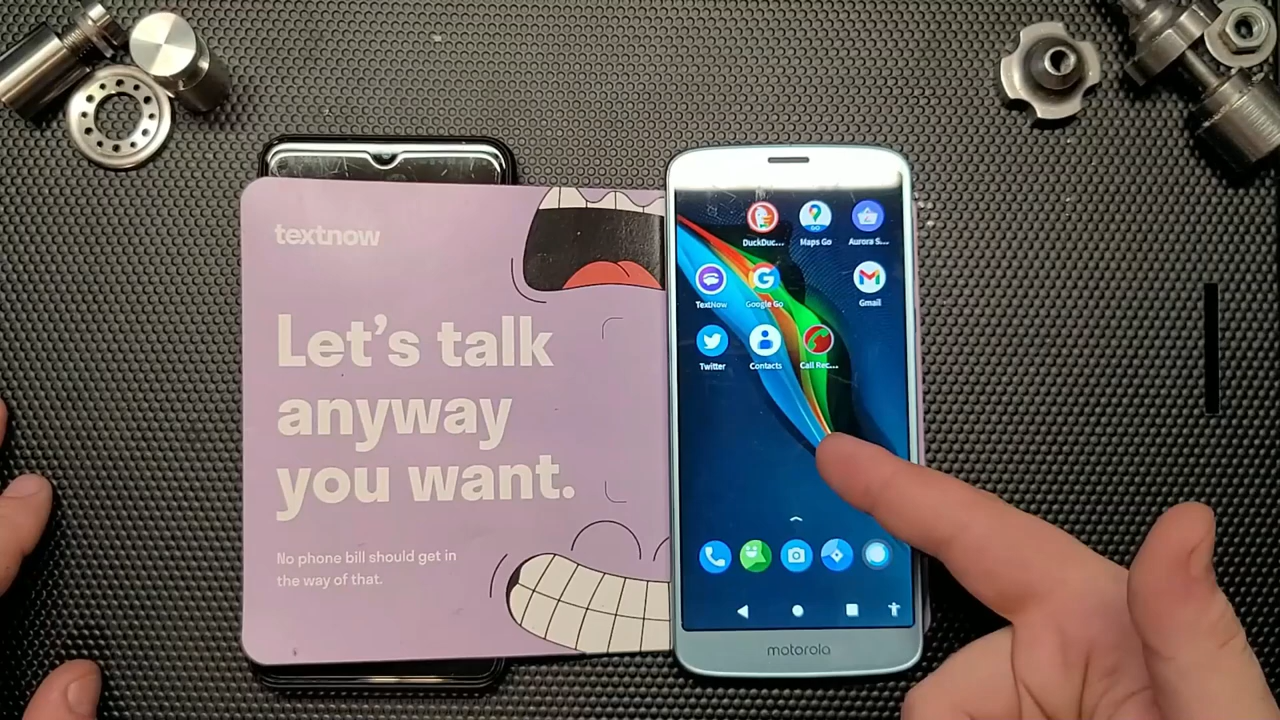 textnow
Let's talk
anyway
you want.
No phone bill should get in
the way of that.
DuckDuc... Maps Go Aurora S...
GO
TextNow Google Go Gmail
Twitter Contacts Call Rec...
motorola